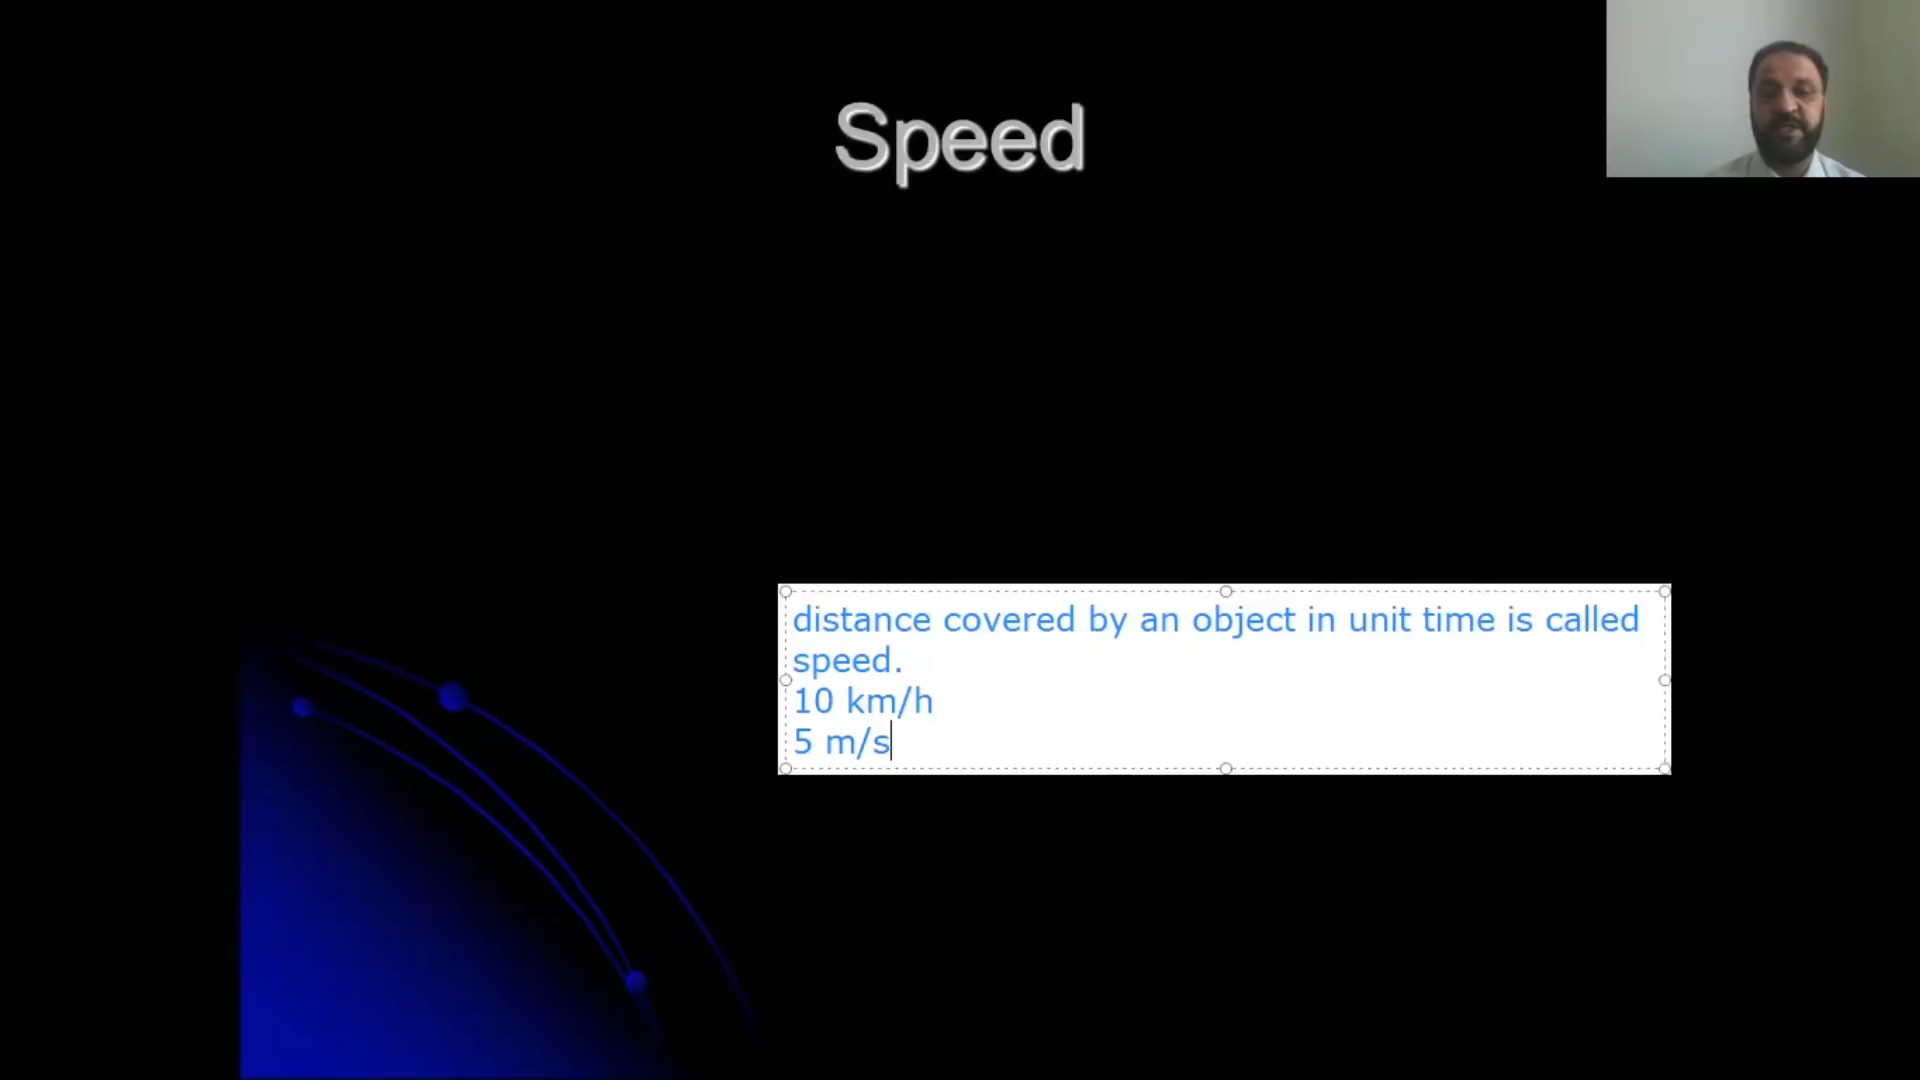 Speed
distance covered by an object in unit time is called
speed.
10 km/h
5 m/s